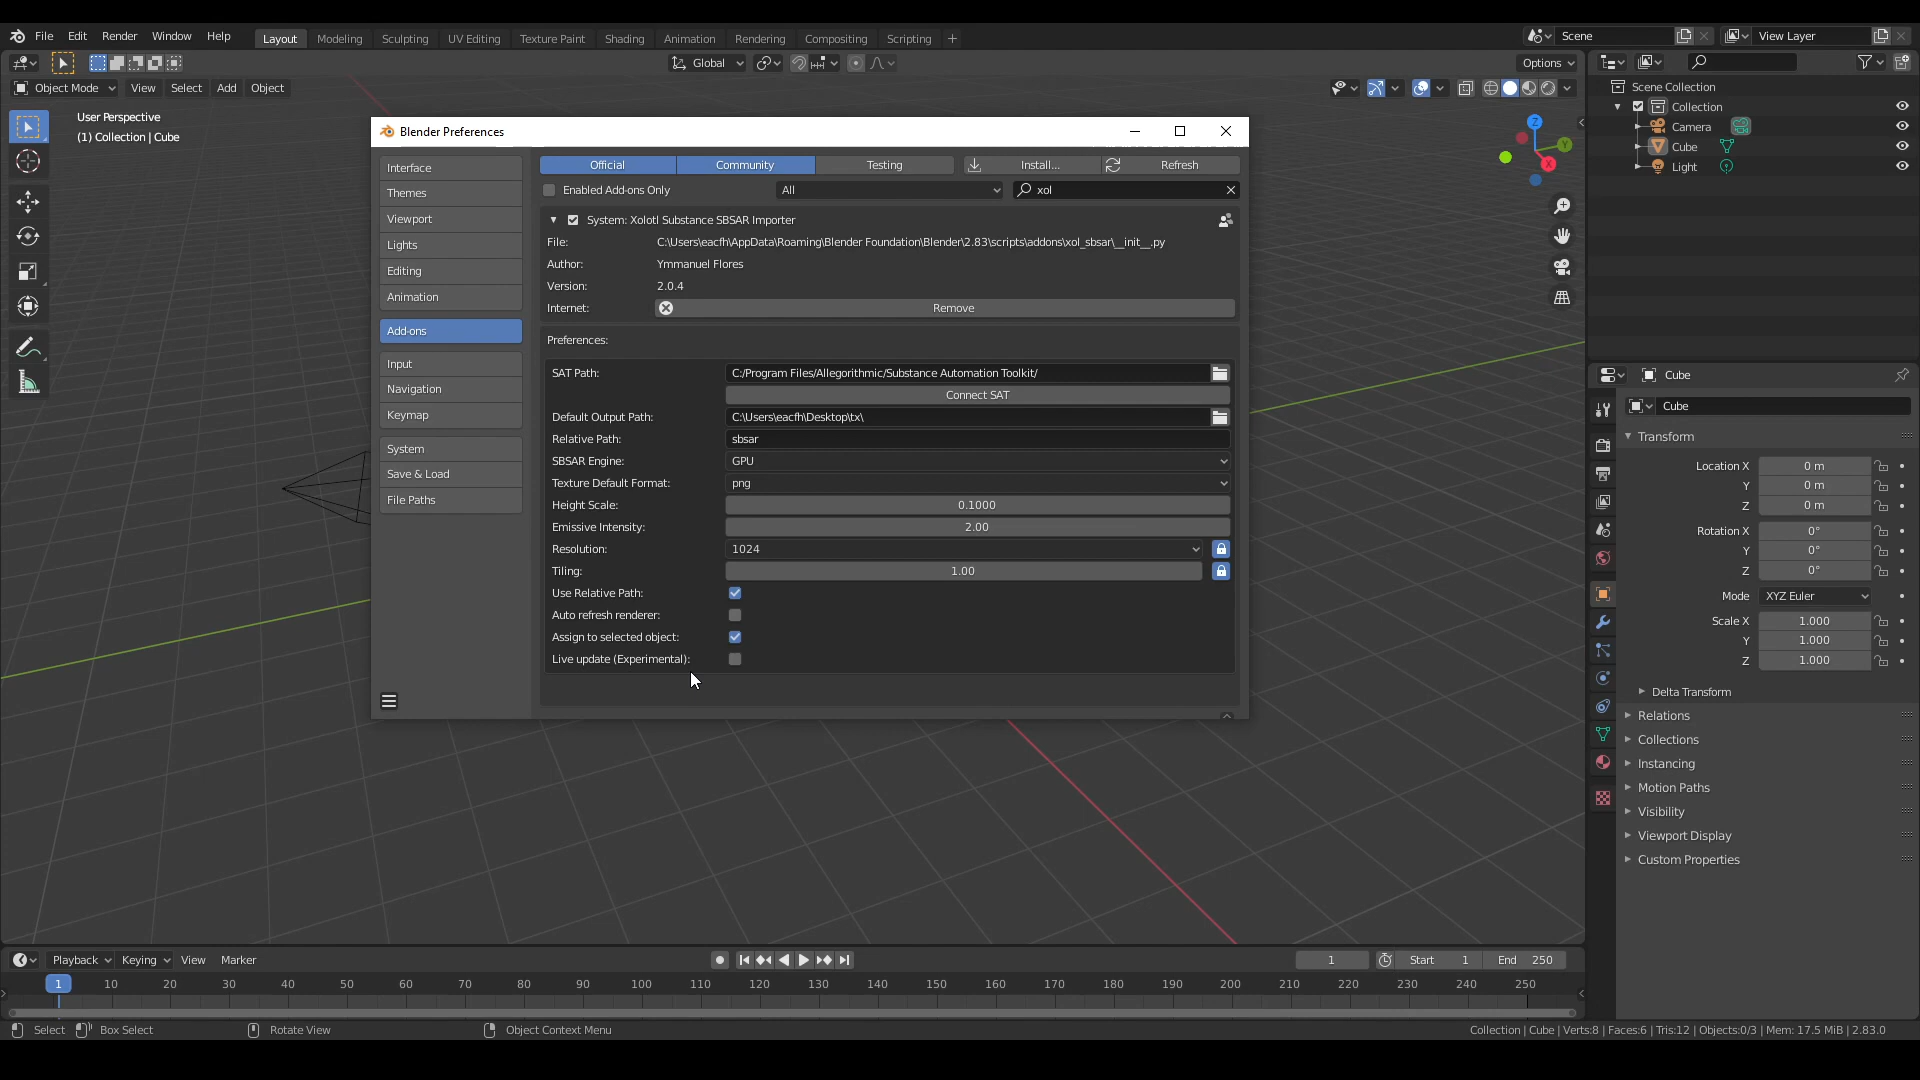 File Edit Render Window Help Layout Modeling Sculpting UV Editing Texture Paint Shading Animation Rendering Compositing Scripting + Scene View Layer
Global Options
Object Mode View Select Add Object
User Perspective
(1) Collection | Cube
Z
Y
X
Scene Collection
Collection
Camera
Cube
Light
Blender Preferences
Interface
Themes
Viewport
Lights
Editing
Animation
Add-ons
Input
Navigation
Keymap
System
Save & Load
File Paths
Official Community Testing Install... Refresh
Enabled Add-ons Only All xol
System: Xolotl Substance SBSAR Importer
File: C:\Users\eacfh\AppData\Roaming\Blender Foundation\Blender\2.83\scripts\addons\xol_sbsar\__init__.py
Author: Ymmanuel Flores
Version: 2.0.4
Internet: Remove
Preferences:
SAT Path: C:/Program Files/Allegorithmic/Substance Automation Toolkit/
Connect SAT
Default Output Path: C:\Users\eacfh\Desktop\tx\
Relative Path: sbsar
SBSAR Engine: GPU
Texture Default Format: png
Height Scale: 0.1000
Emissive Intensity: 2.00
Resolution: 1024
Tiling: 1.00
Use Relative Path:
Auto refresh renderer:
Assign to selected object:
Live update (Experimental):
Cube
Cube
Transform
Location X 0 m
Y 0 m
Z 0 m
Rotation X 0°
Y 0°
Z 0°
Mode XYZ Euler
Scale X 1.000
Y 1.000
Z 1.000
Delta Transform
Relations
Collections
Instancing
Motion Paths
Visibility
Viewport Display
Custom Properties
Playback Keying View Marker 1 Start 1 End 250
1 10 20 30 40 50 60 70 80 90 100 110 120 130 140 150 160 170 180 190 200 210 220 230 240 250
Select Box Select Rotate View Object Context Menu Collection | Cube | Verts:8 | Faces:6 | Tris:12 | Objects:0/3 | Mem: 17.5 MiB | 2.83.0